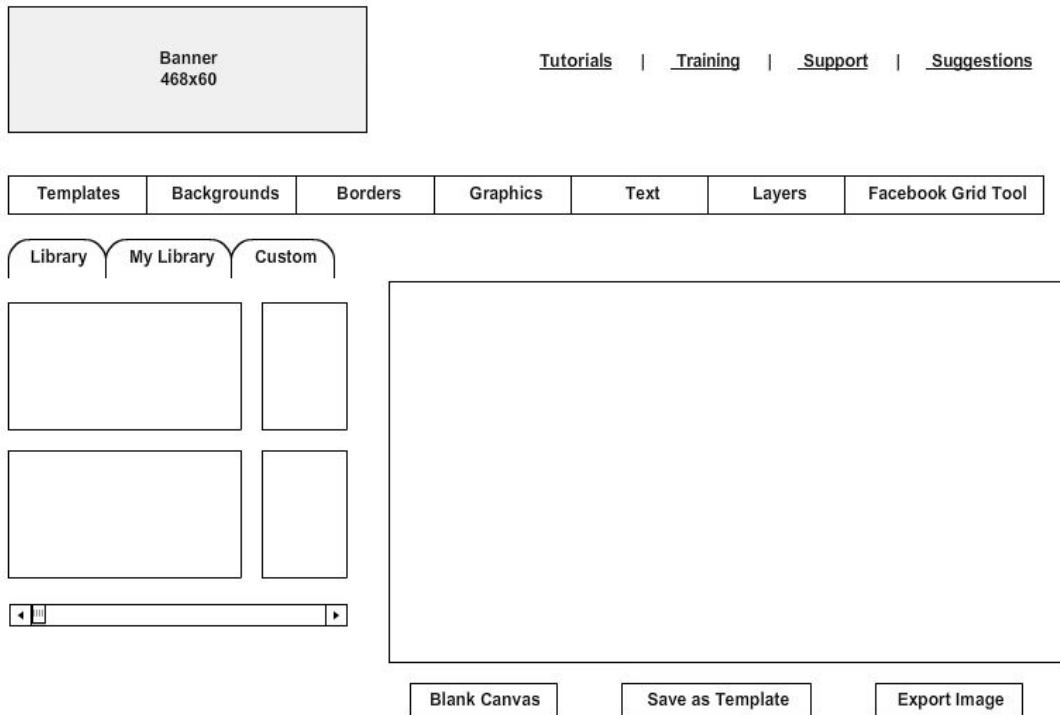 Banner
468x60
Tutorials | Training | Support | Suggestions
Templates Backgrounds Borders Graphics Text Layers Facebook Grid Tool
Library My Library Custom
Blank Canvas Save as Template Export Image